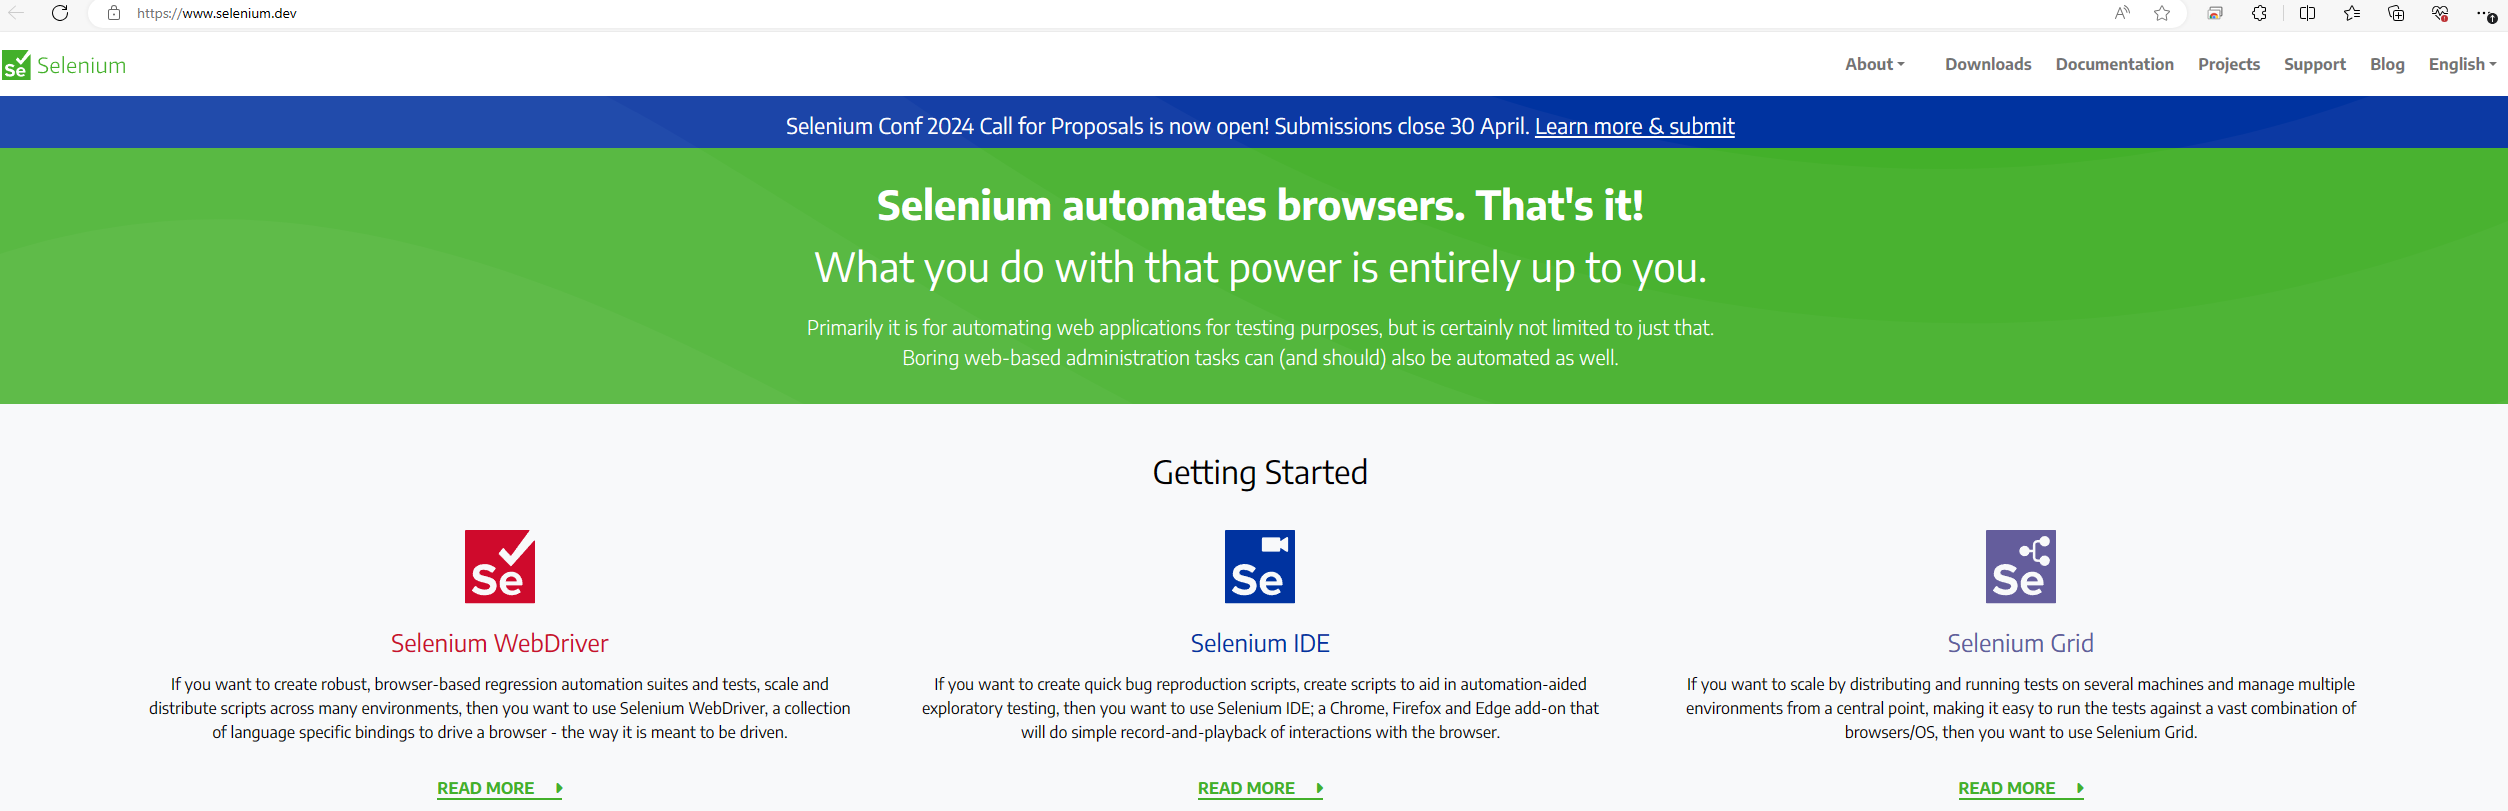 https://www.selenium.dev
Se Selenium
About Downloads Documentation Projects Support Blog English
Selenium Conf 2024 Call for Proposals is now open! Submissions close 30 April. Learn more & submit
Selenium automates browsers. That's it!
What you do with that power is entirely up to you.
Primarily it is for automating web applications for testing purposes, but is certainly not limited to just that.
Boring web-based administration tasks can (and should) also be automated as well.
Getting Started
Se
Selenium WebDriver
If you want to create robust, browser-based regression automation suites and tests, scale and
distribute scripts across many environments, then you want to use Selenium WebDriver, a collection
of language specific bindings to drive a browser - the way it is meant to be driven.
READ MORE
Se
Selenium IDE
If you want to create quick bug reproduction scripts, create scripts to aid in automation-aided
exploratory testing, then you want to use Selenium IDE; a Chrome, Firefox and Edge add-on that
will do simple record-and-playback of interactions with the browser.
READ MORE
Se
Selenium Grid
If you want to scale by distributing and running tests on several machines and manage multiple
environments from a central point, making it easy to run the tests against a vast combination of
browsers/OS, then you want to use Selenium Grid.
READ MORE